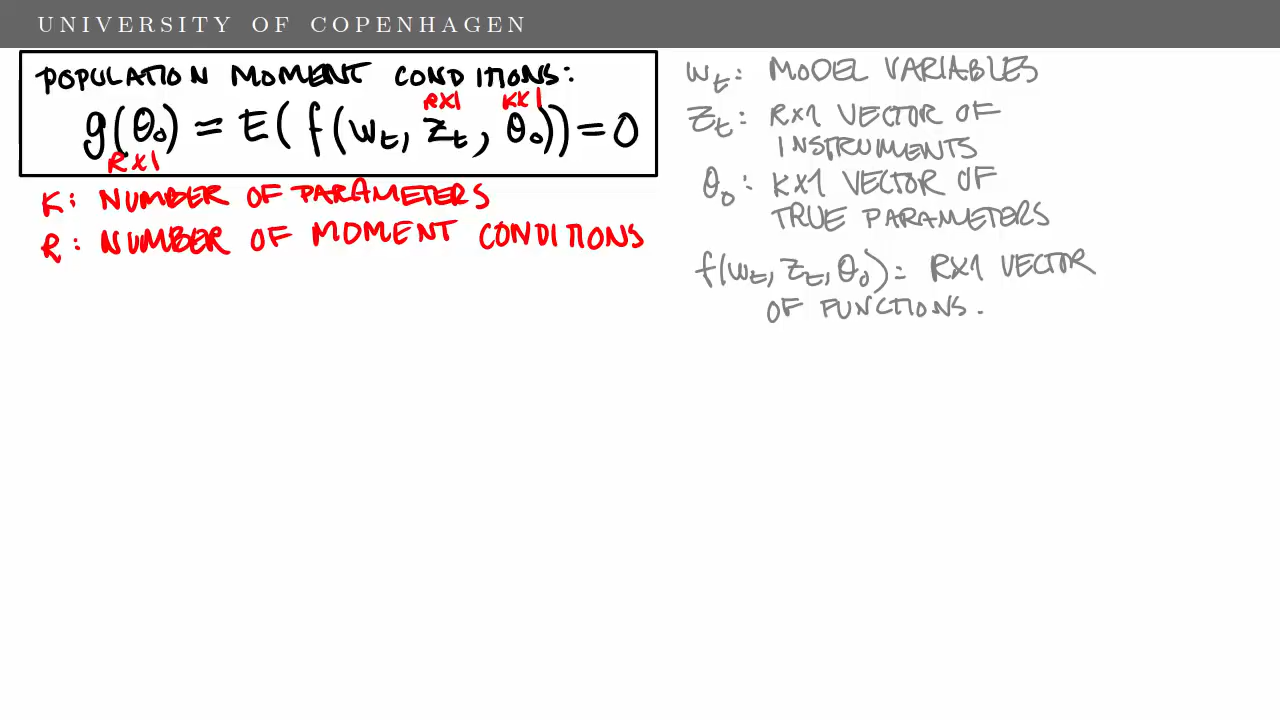 UNIVERSITY OF COPENHAGEN
POPULATION MOMENT CONDITIONS:
R×1 K×1
g(θ₀) = E( f(w_t, z_t, θ₀)) = 0
R×1
K: NUMBER OF PARAMETERS
R: NUMBER OF MOMENT CONDITIONS
w_t: MODEL VARIABLES
z_t: R×1 VECTOR OF
INSTRUMENTS
θ₀: K×1 VECTOR OF
TRUE PARAMETERS
f(w_t, z_t, θ₀) = R×1 VECTOR
OF FUNCTIONS.